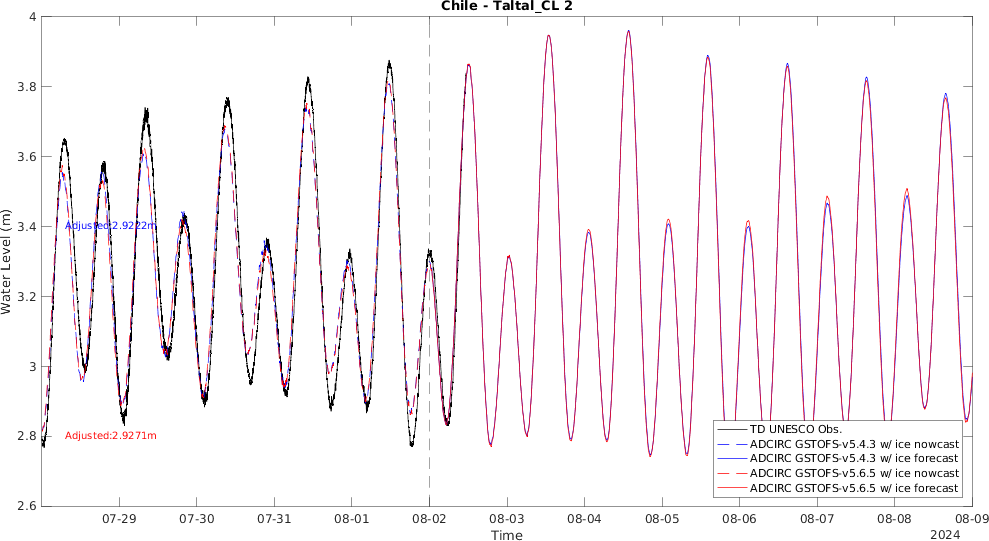 Chile - Taltal_CL 2
4
3.8
3.6
3.4
3.2
3
2.8
2.6
Water Level (m)
Adjusted:2.9222m
Adjusted:2.9271m
TD UNESCO Obs.
ADCIRC GSTOFS-v5.4.3 w/ ice nowcast
ADCIRC GSTOFS-v5.4.3 w/ ice forecast
ADCIRC GSTOFS-v5.6.5 w/ ice nowcast
ADCIRC GSTOFS-v5.6.5 w/ ice forecast
07-29 07-30 07-31 08-01 08-02 08-03 08-04 08-05 08-06 08-07 08-08 08-09
Time
2024